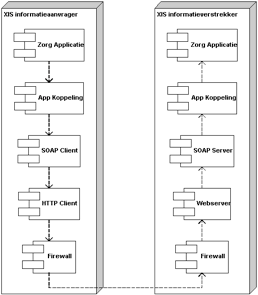 XIS informatieaanvrager
Zorg Applicatie
App Koppeling
SOAP Client
HTTP Client
Firewall
XIS informatieverstrekker
Zorg Applicatie
App Koppeling
SOAP Server
Webserver
Firewall